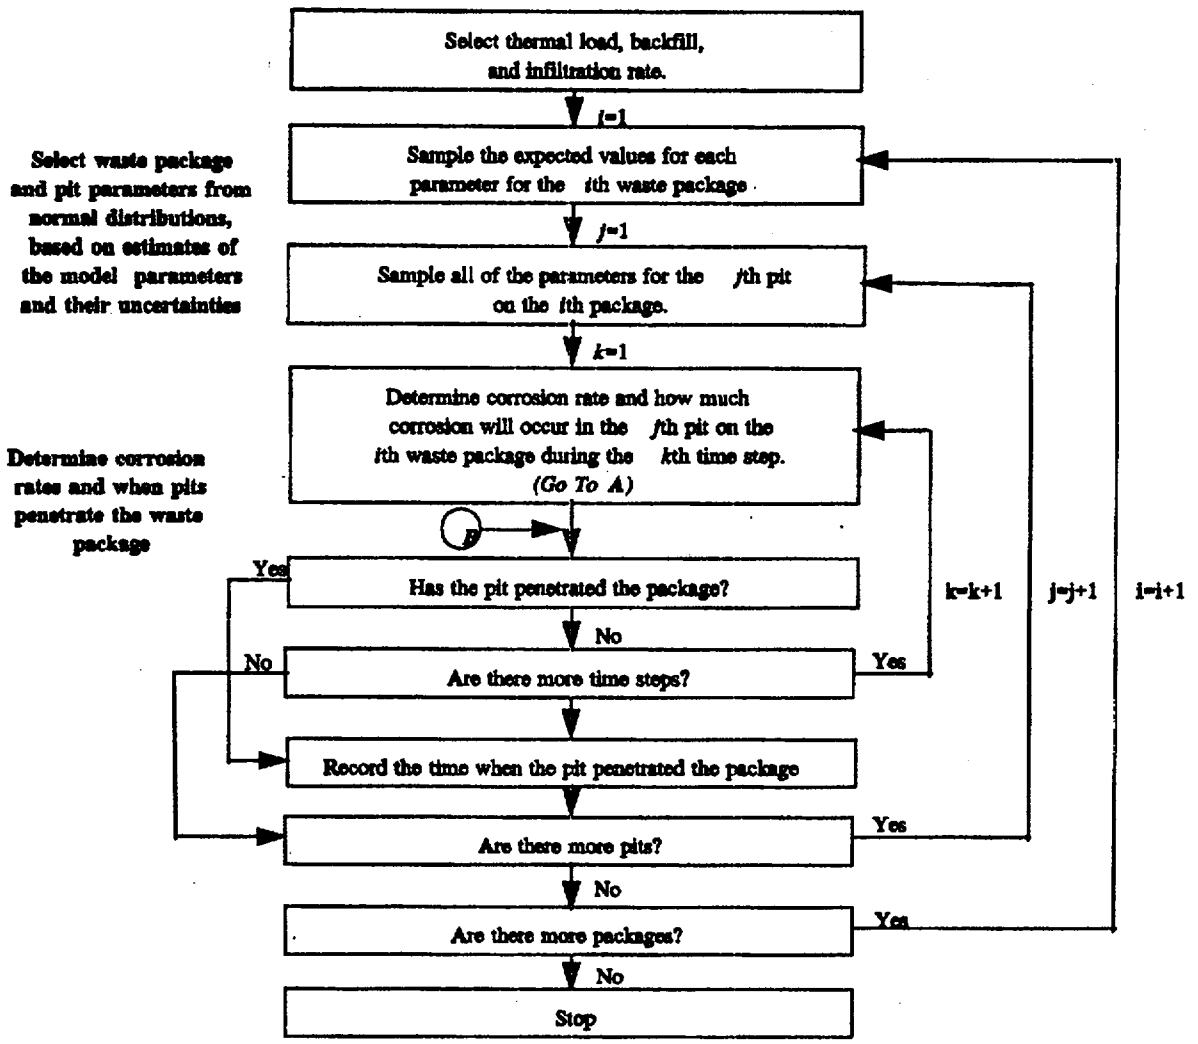 Select thermal load, backfill,
and infiltration rate.
i=1
Select waste package
and pit parameters from
normal distributions,
based on estimates of
the model parameters
and their uncertainties
Sample the expected values for each
parameter for the ith waste package
j=1
Sample all of the parameters for the jth pit
on the ith package.
k=1
Determine corrosion rate and how much
corrosion will occur in the jth pit on the
ith waste package during the kth time step.
(Go To A)
Determine corrosion
rates and when pits
penetrate the waste
package
Yes
Has the pit penetrated the package?
k=k+1
j=j+1
i=i+1
No
No
Are there more time steps?
Yes
Record the time when the pit penetrated the package
Are there more pits?
Yes
No
Are there more packages?
Yes
No
Stop